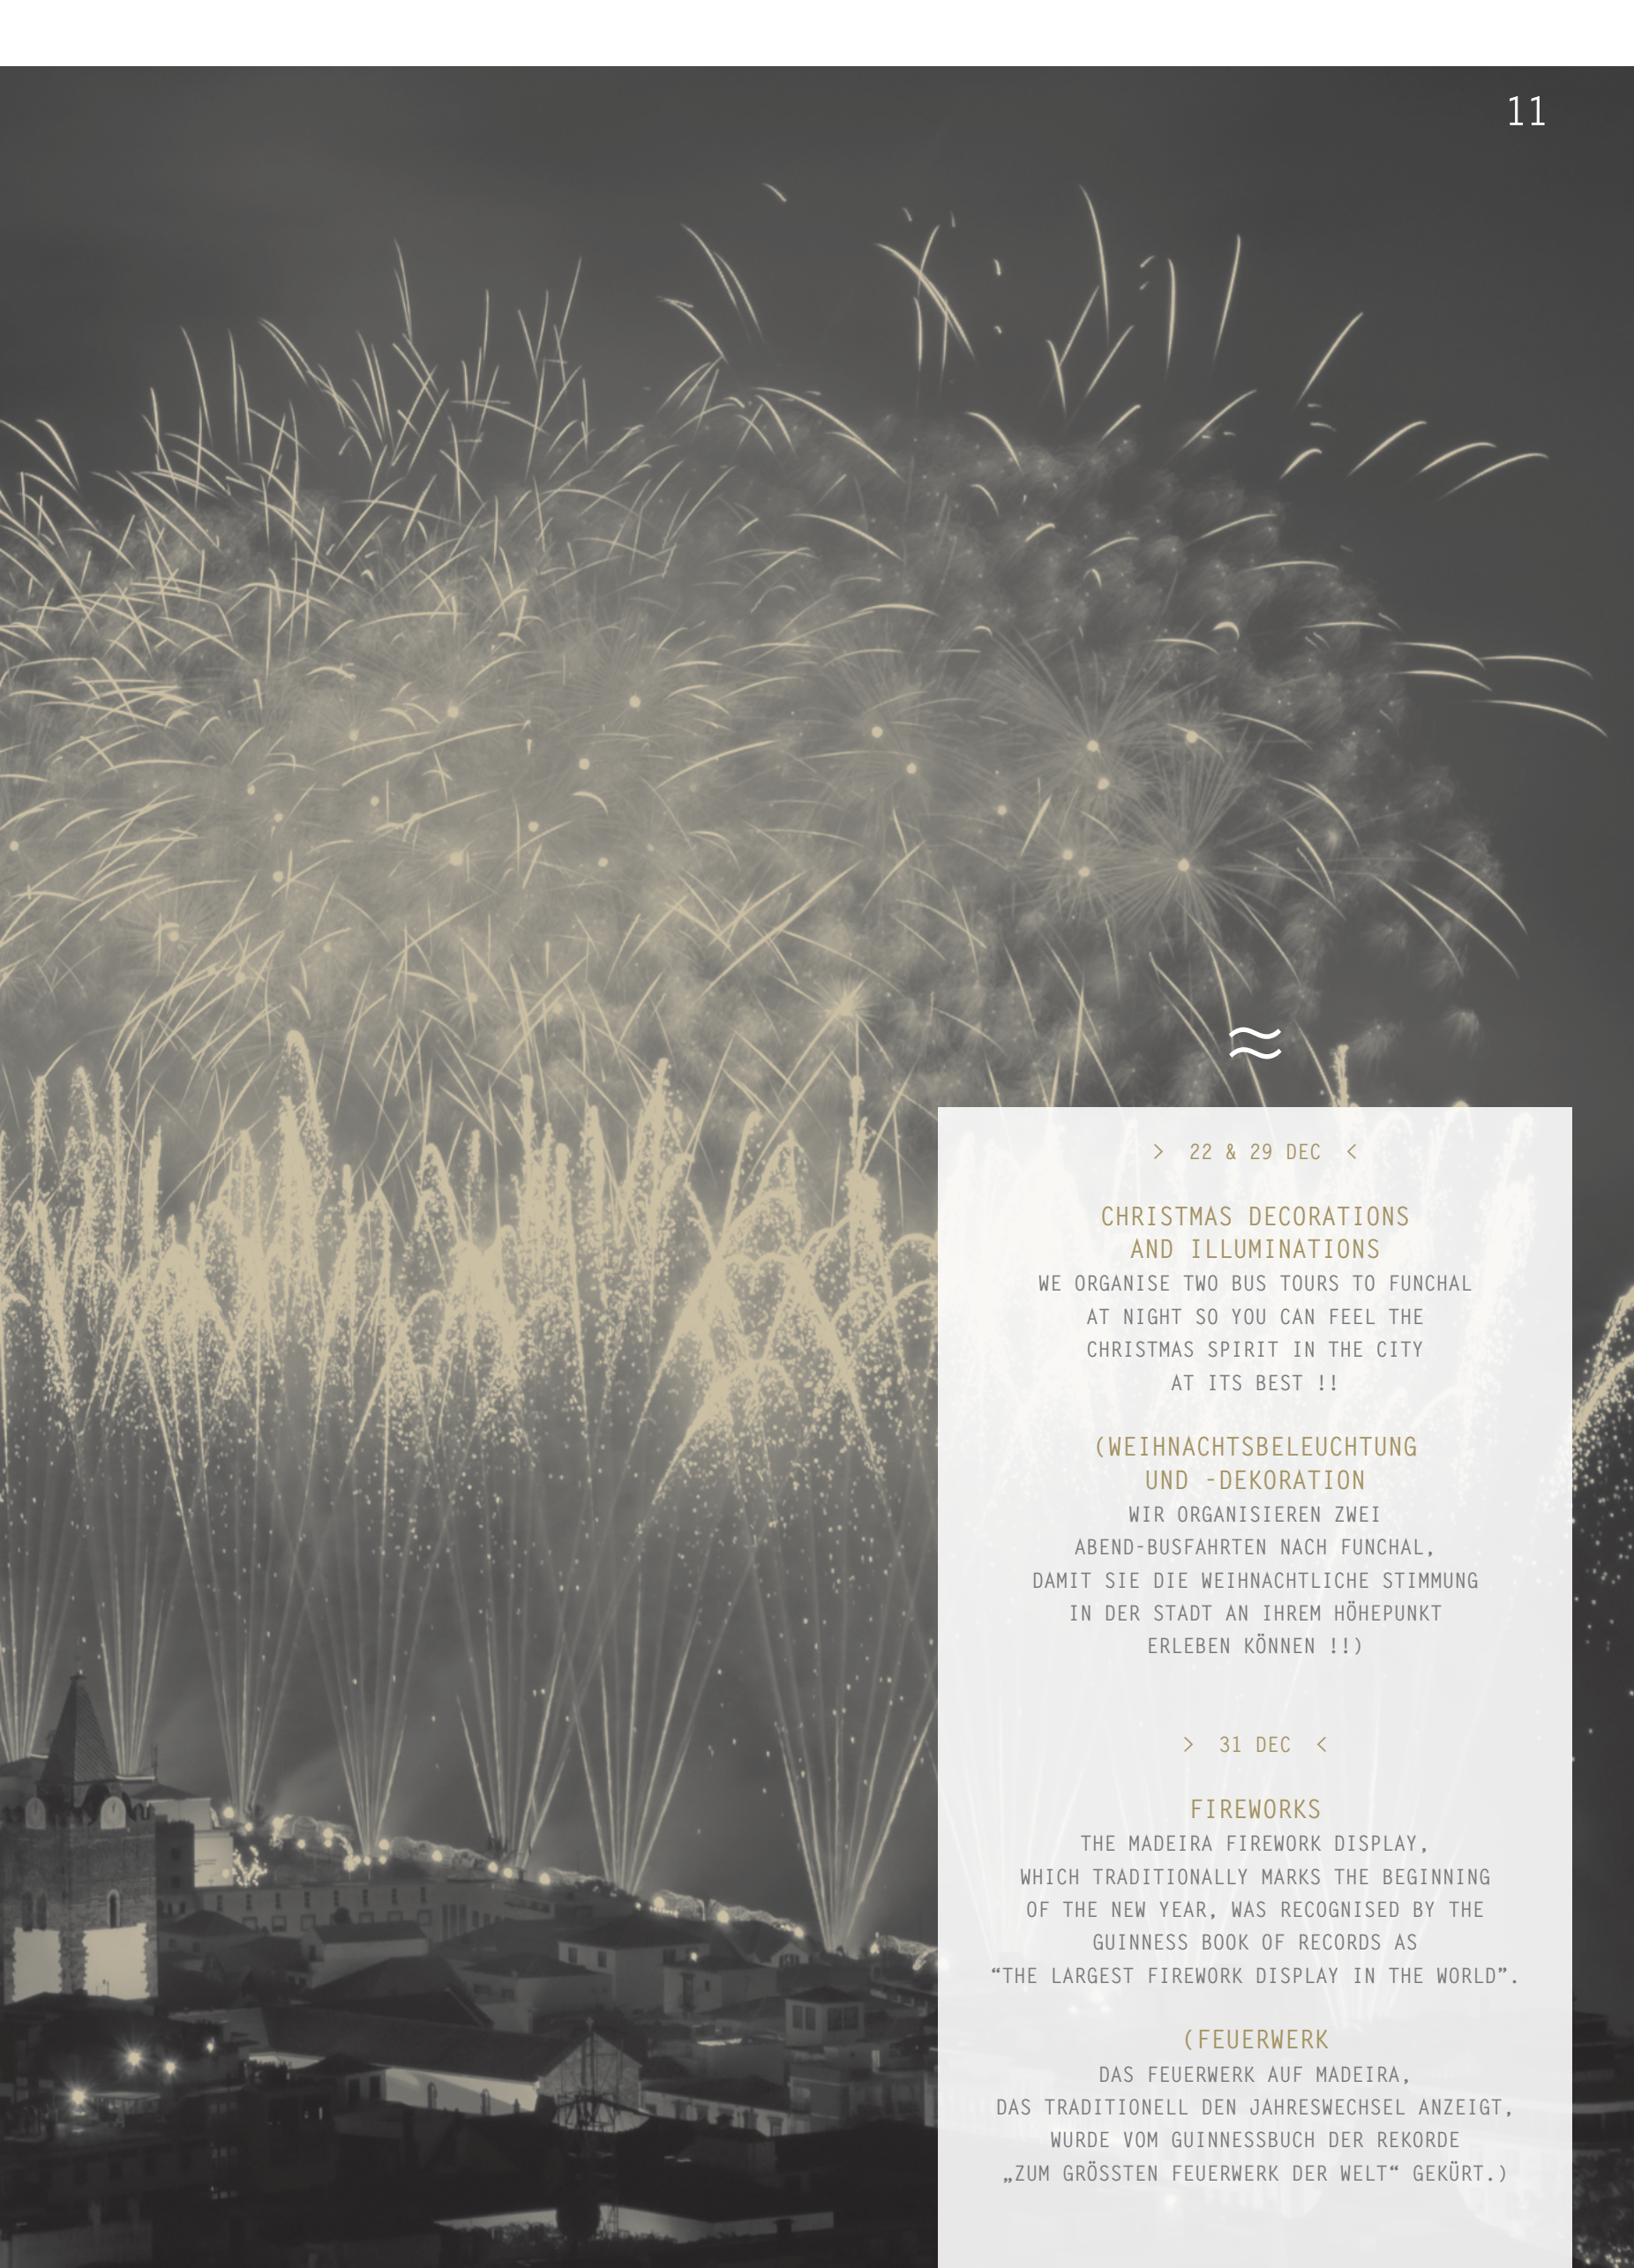 11
≈
> 22 & 29 DEC <
CHRISTMAS DECORATIONS
AND ILLUMINATIONS
WE ORGANISE TWO BUS TOURS TO FUNCHAL
AT NIGHT SO YOU CAN FEEL THE
CHRISTMAS SPIRIT IN THE CITY
AT ITS BEST !!
(WEIHNACHTSBELEUCHTUNG
UND -DEKORATION
WIR ORGANISIEREN ZWEI
ABEND-BUSFAHRTEN NACH FUNCHAL,
DAMIT SIE DIE WEIHNACHTLICHE STIMMUNG
IN DER STADT AN IHREM HÖHEPUNKT
ERLEBEN KÖNNEN !!)
> 31 DEC <
FIREWORKS
THE MADEIRA FIREWORK DISPLAY,
WHICH TRADITIONALLY MARKS THE BEGINNING
OF THE NEW YEAR, WAS RECOGNISED BY THE
GUINNESS BOOK OF RECORDS AS
“THE LARGEST FIREWORK DISPLAY IN THE WORLD”.
(FEUERWERK
DAS FEUERWERK AUF MADEIRA,
DAS TRADITIONELL DEN JAHRESWECHSEL ANZEIGT,
WURDE VOM GUINNESSBUCH DER REKORDE
„ZUM GRÖSSTEN FEUERWERK DER WELT“ GEKÜRT.)